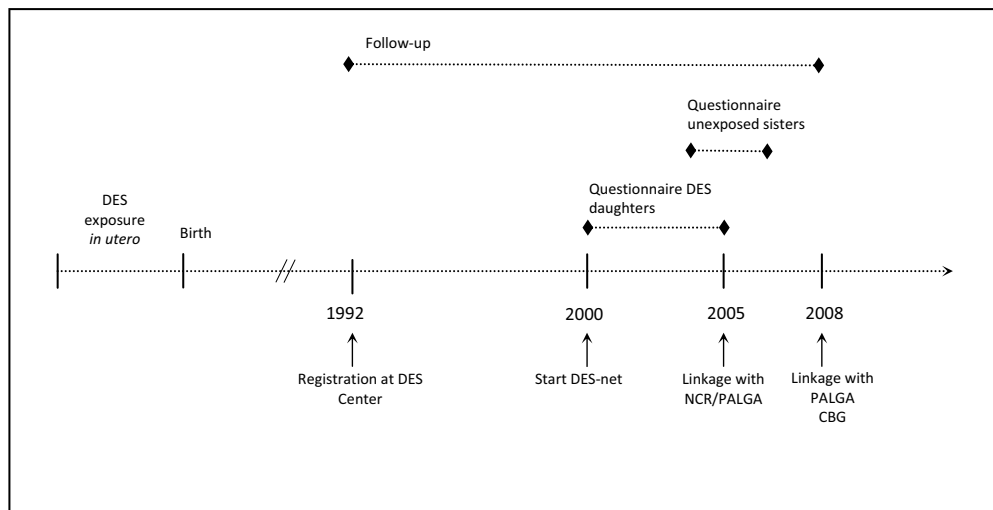 Follow-up
Questionnaire
unexposed sisters
DES
exposure
in utero
Birth
Questionnaire DES
daughters
1992
2000
2005
2008
Registration at DES
Center
Start DES-net
Linkage with
NCR/PALGA
Linkage with
PALGA
CBG